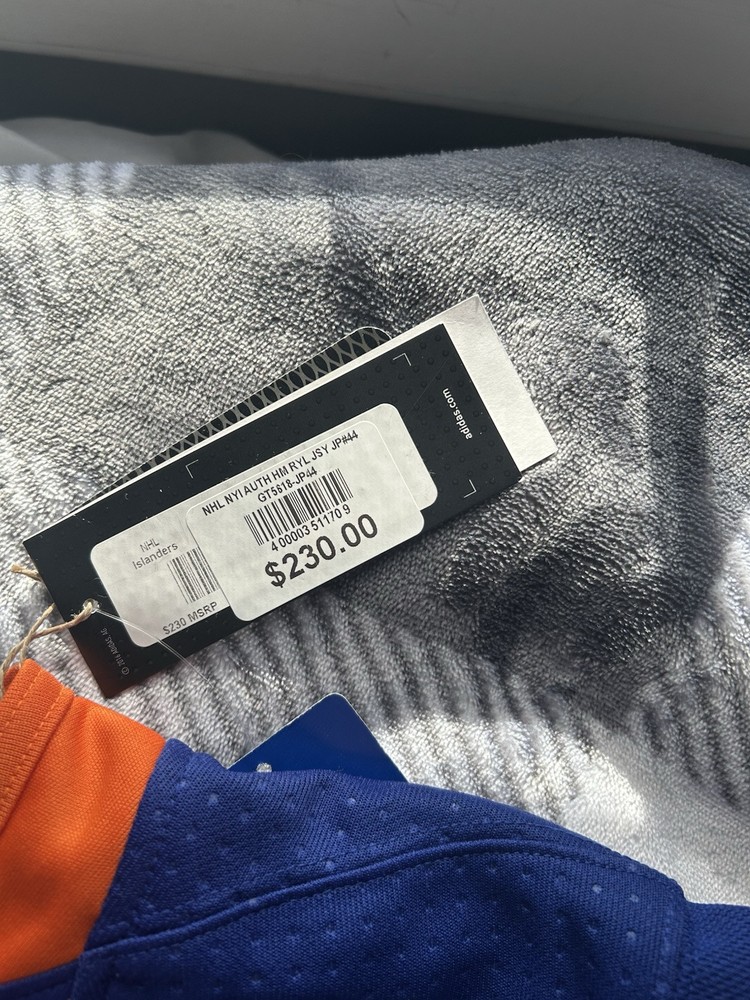 adidas.com
NHL NYI AUTH HM RYL JSY JP#44
GT5518-JP44
4 00003 51170 9
$230.00
NHL
Islanders
$230 MSRP